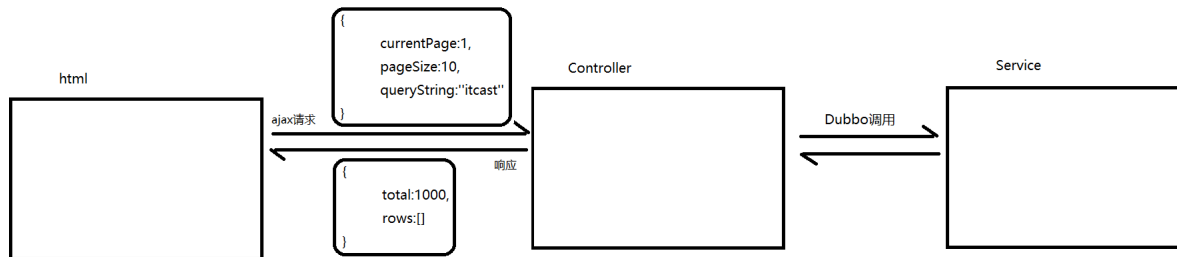 html
ajax请求
{
currentPage:1,
pageSize:10,
queryString:"itcast"
}
响应
{
total:1000,
rows:[]
}
Controller
Dubbo调用
Service